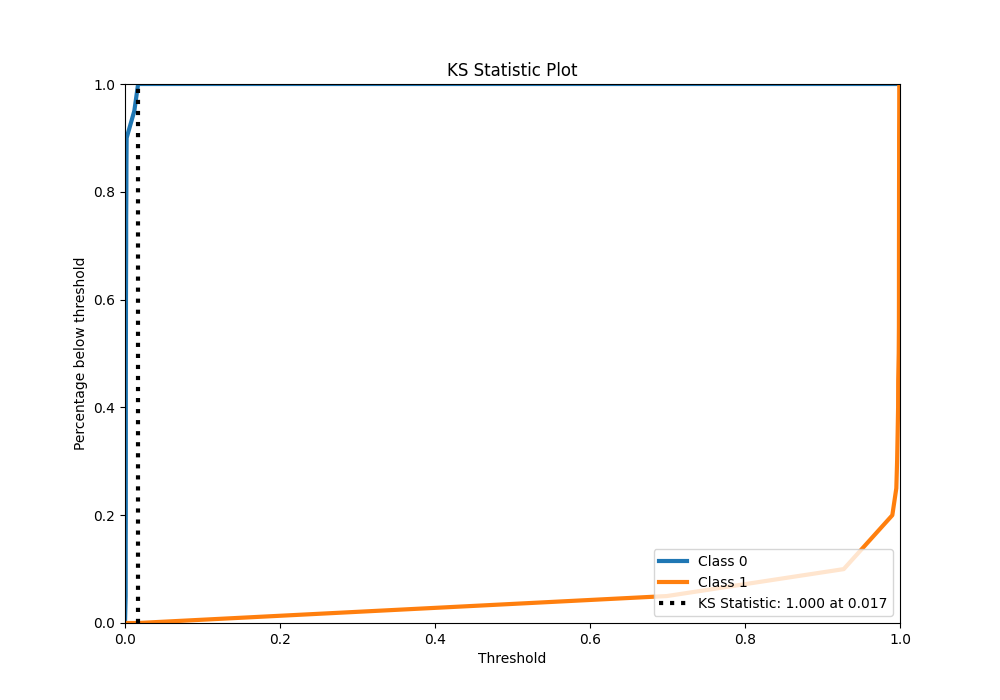 KS Statistic Plot
Percentage below threshold
1.0
0.8
0.6
0.4
0.2
0.0
0.0 0.2 0.4 0.6 0.8 1.0
Threshold
Class 0
Class 1
KS Statistic: 1.000 at 0.017